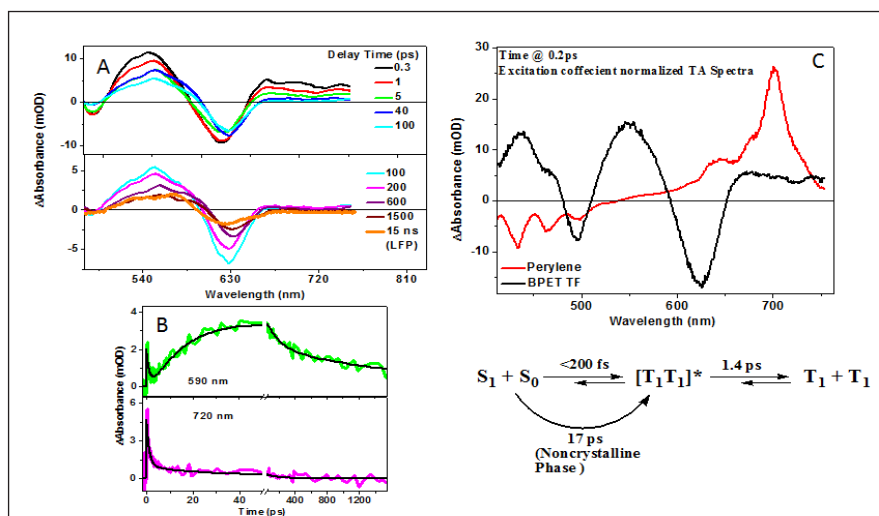 A
Delay Time (ps)
0.3
1
5
40
100
10
0
-10
ΔAbsorbance (mOD)
5
0
-5
100
200
600
1500
15 ns
(LFP)
540 630 720 810
Wavelength (nm)
B
4
2
0
590 nm
ΔAbsorbance (mOD)
6
3
0
720 nm
0 20 40 400 800 1200
Time (ps)
Time @ 0.2ps
C
Excitation coffecient normalized TA Spectra
30
20
10
0
-10
ΔAbsorbance (mOD)
Perylene
BPET TF
500 600 700
Wavelength (nm)
S1 + S0 <200 fs [T1T1]* 1.4 ps T1 + T1
17 ps
(Noncrystalline
Phase )